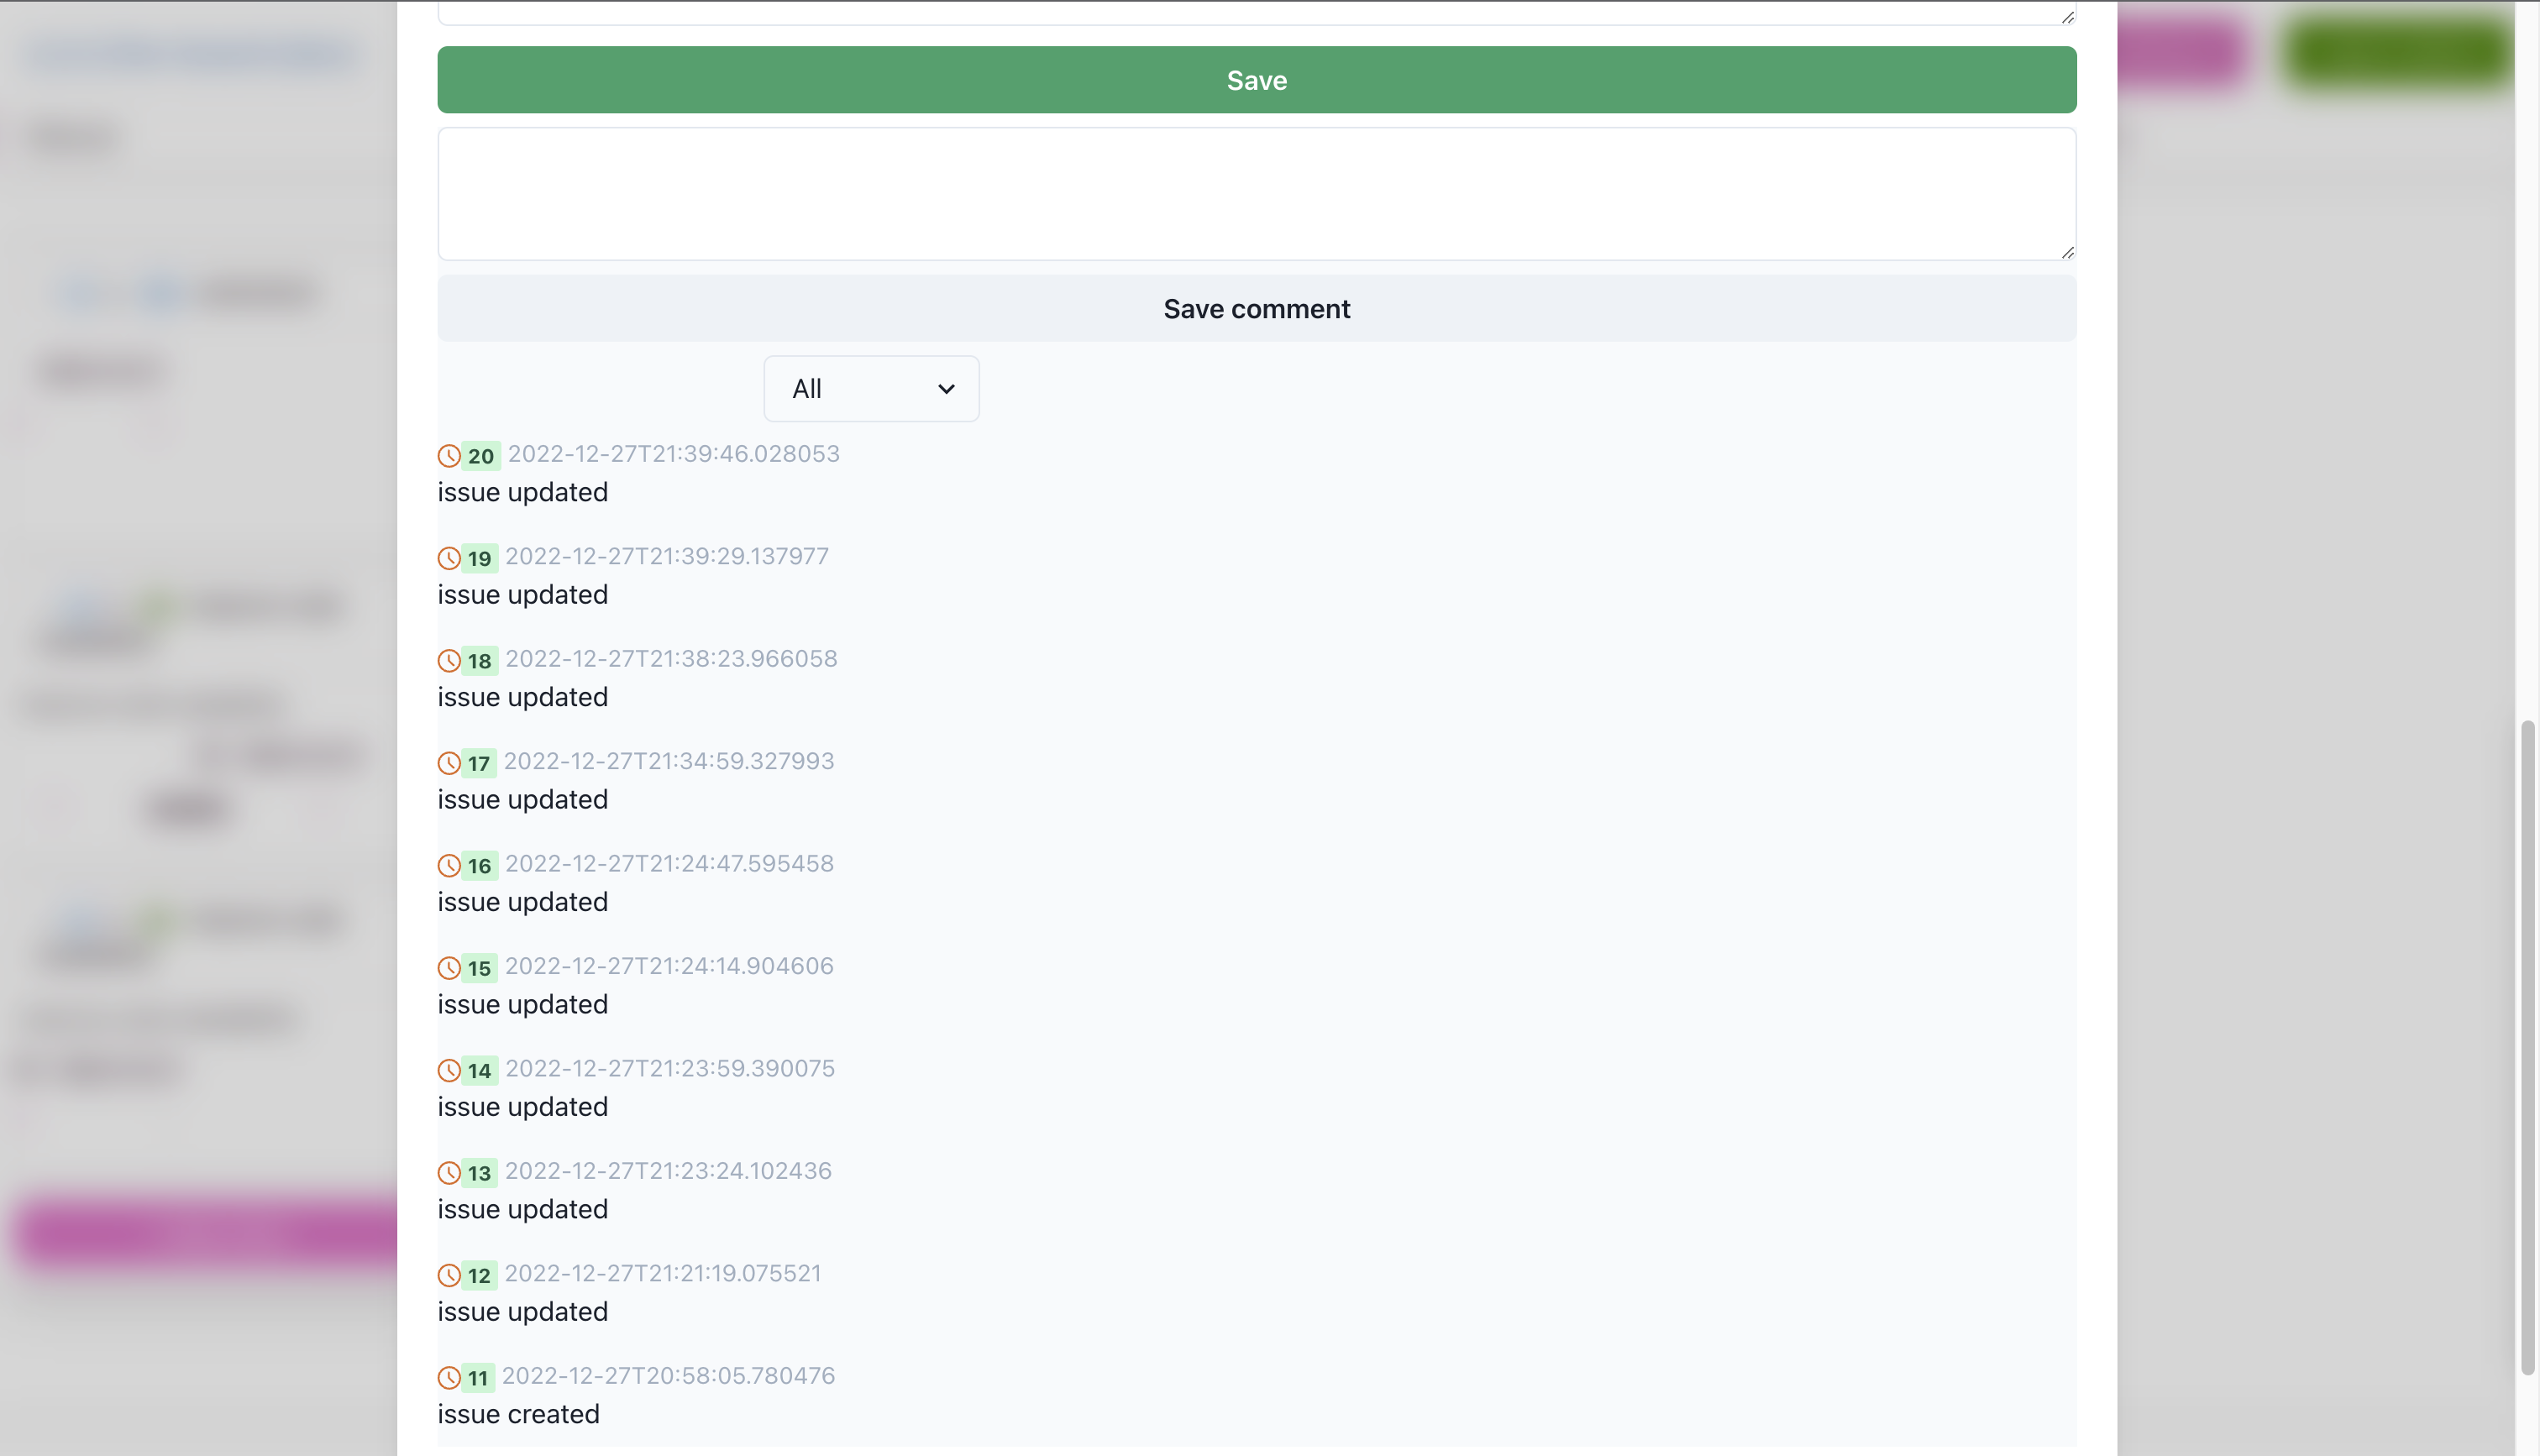 Save
Save comment
All
20 2022-12-27T21:39:46.028053
issue updated
19 2022-12-27T21:39:29.137977
issue updated
18 2022-12-27T21:38:23.966058
issue updated
17 2022-12-27T21:34:59.327993
issue updated
16 2022-12-27T21:24:47.595458
issue updated
15 2022-12-27T21:24:14.904606
issue updated
14 2022-12-27T21:23:59.390075
issue updated
13 2022-12-27T21:23:24.102436
issue updated
12 2022-12-27T21:21:19.075521
issue updated
11 2022-12-27T20:58:05.780476
issue created